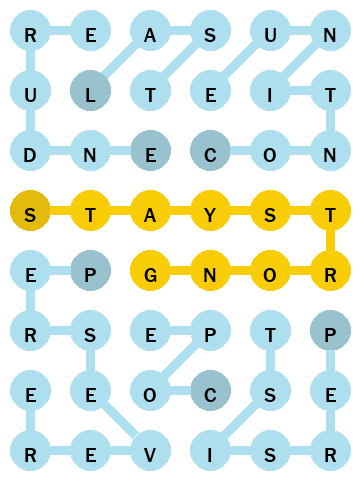 R E A S U N
U L T E I T
D N E C O N
S T A Y S T
E P G N O R
R S E P T P
E E O C S E
R E V I S R